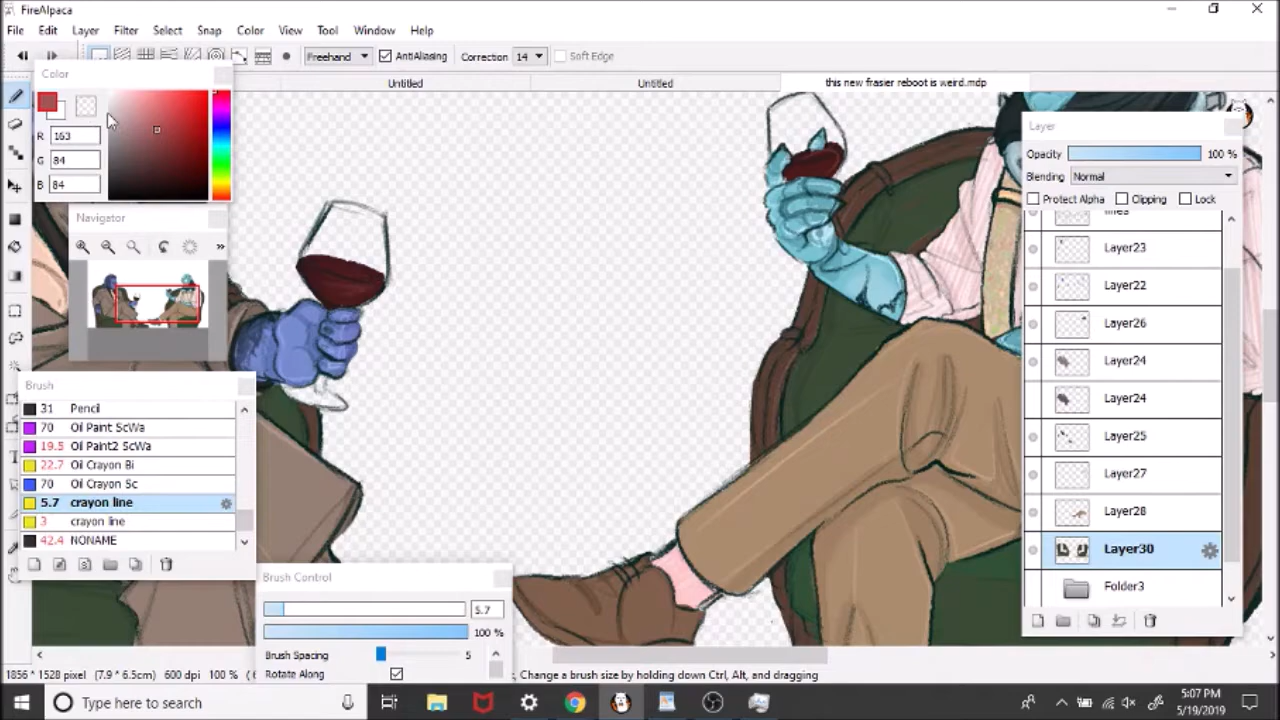 FireAlpaca
File Edit Layer Filter Select Snap Color View Tool Window Help
Freehand AntiAliasing Correction 14 Soft Edge
Untitled Untitled this new frasier reboot is weird.mdp
Color
R 163
G 84
B 84
Navigator
»
Brush
31 Pencil
70 Oil Paint ScWa
19.5 Oil Paint2 ScWa
22.7 Oil Crayon Bi
70 Oil Crayon Sc
5.7 crayon line
3 crayon line
42.4 NONAME
Brush Control
5.7
100 %
Brush Spacing 5
Rotate Along
Layer
Opacity 100 %
Blending Normal
Protect Alpha Clipping Lock
lines
Layer23
Layer22
Layer26
Layer24
Layer24
Layer25
Layer27
Layer28
Layer30
Folder3
1856 * 1528 pixel (7.9 * 6.5cm) 600 dpi 100 % , Change a brush size by holding down Ctrl, Alt, and dragging
Type here to search
5:07 PM
5/19/2019